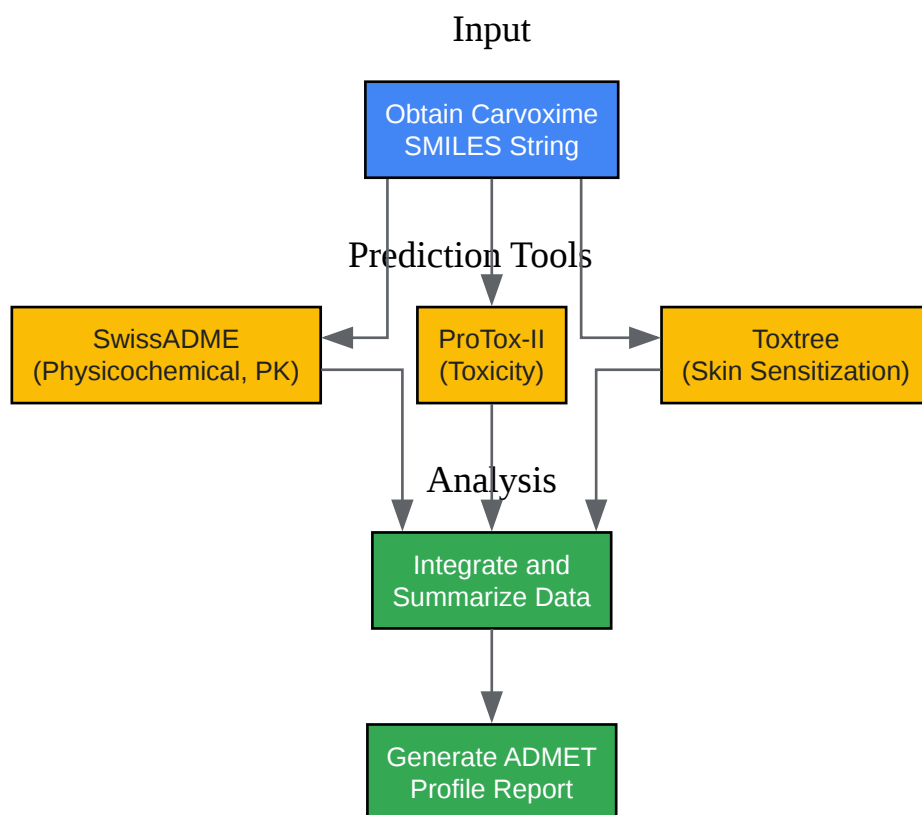 Input
Obtain Carvoxime
SMILES String
Prediction Tools
SwissADME
(Physicochemical, PK)
ProTox-II
(Toxicity)
Toxtree
(Skin Sensitization)
Analysis
Integrate and
Summarize Data
Generate ADMET
Profile Report